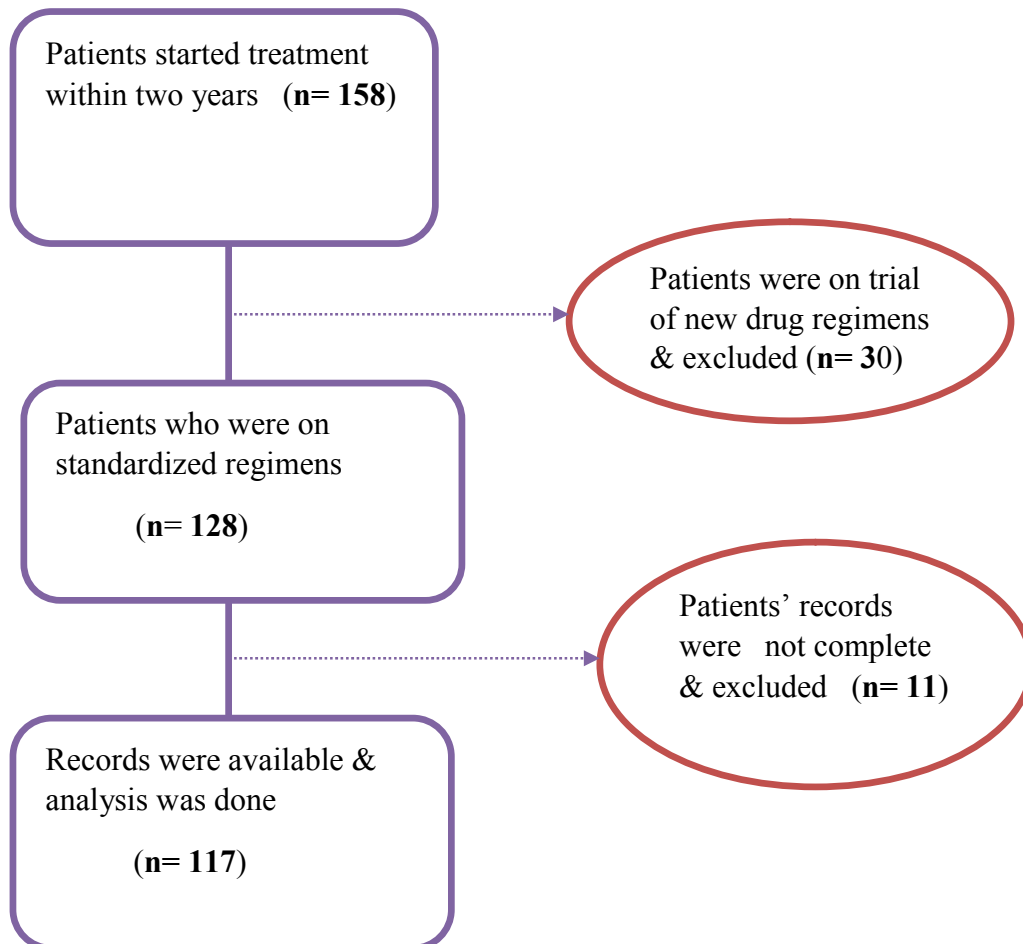 Patients started treatment
within two years (n= 158)
Patients were on trial
of new drug regimens
& excluded (n= 30)
Patients who were on
standardized regimens
(n= 128)
Patients’ records
were not complete
& excluded (n= 11)
Records were available &
analysis was done
(n= 117)